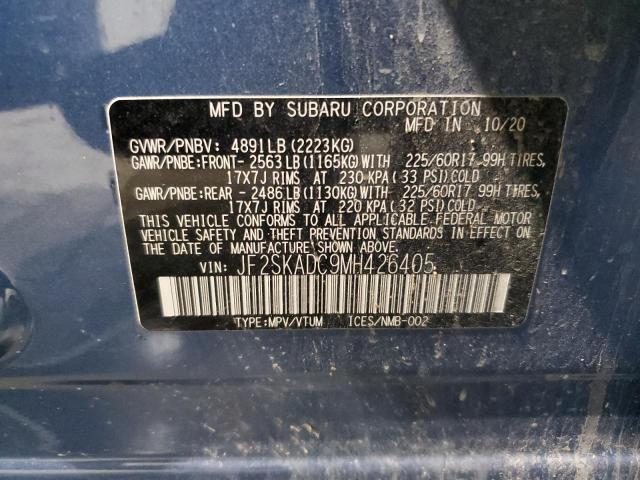 MFD BY SUBARU CORPORATION
MFD IN 10/20
GVWR/PNBV: 4891LB (2223KG)
GAWR/PNBE:FRONT- 2563 LB (1165KG) WITH 225/60R17 99H TIRES,
17X7J RIMS AT 230 KPA ( 33 PSI) COLD
GAWR/PNBE:REAR - 2486 LB (1130KG) WITH 225/60R17 99H TIRES,
17X7J RIMS AT 220 KPA ( 32 PSI) COLD
THIS VEHICLE CONFORMS TO ALL APPLICABLE FEDERAL MOTOR
VEHICLE SAFETY AND THEFT PREVENTION STANDARDS IN EFFECT ON
THE DATE OF MANUFACTURE SHOWN ABOVE.
VIN: JF2SKADC9MH426405
TYPE:MPV/VTUM ICES/NMB-002